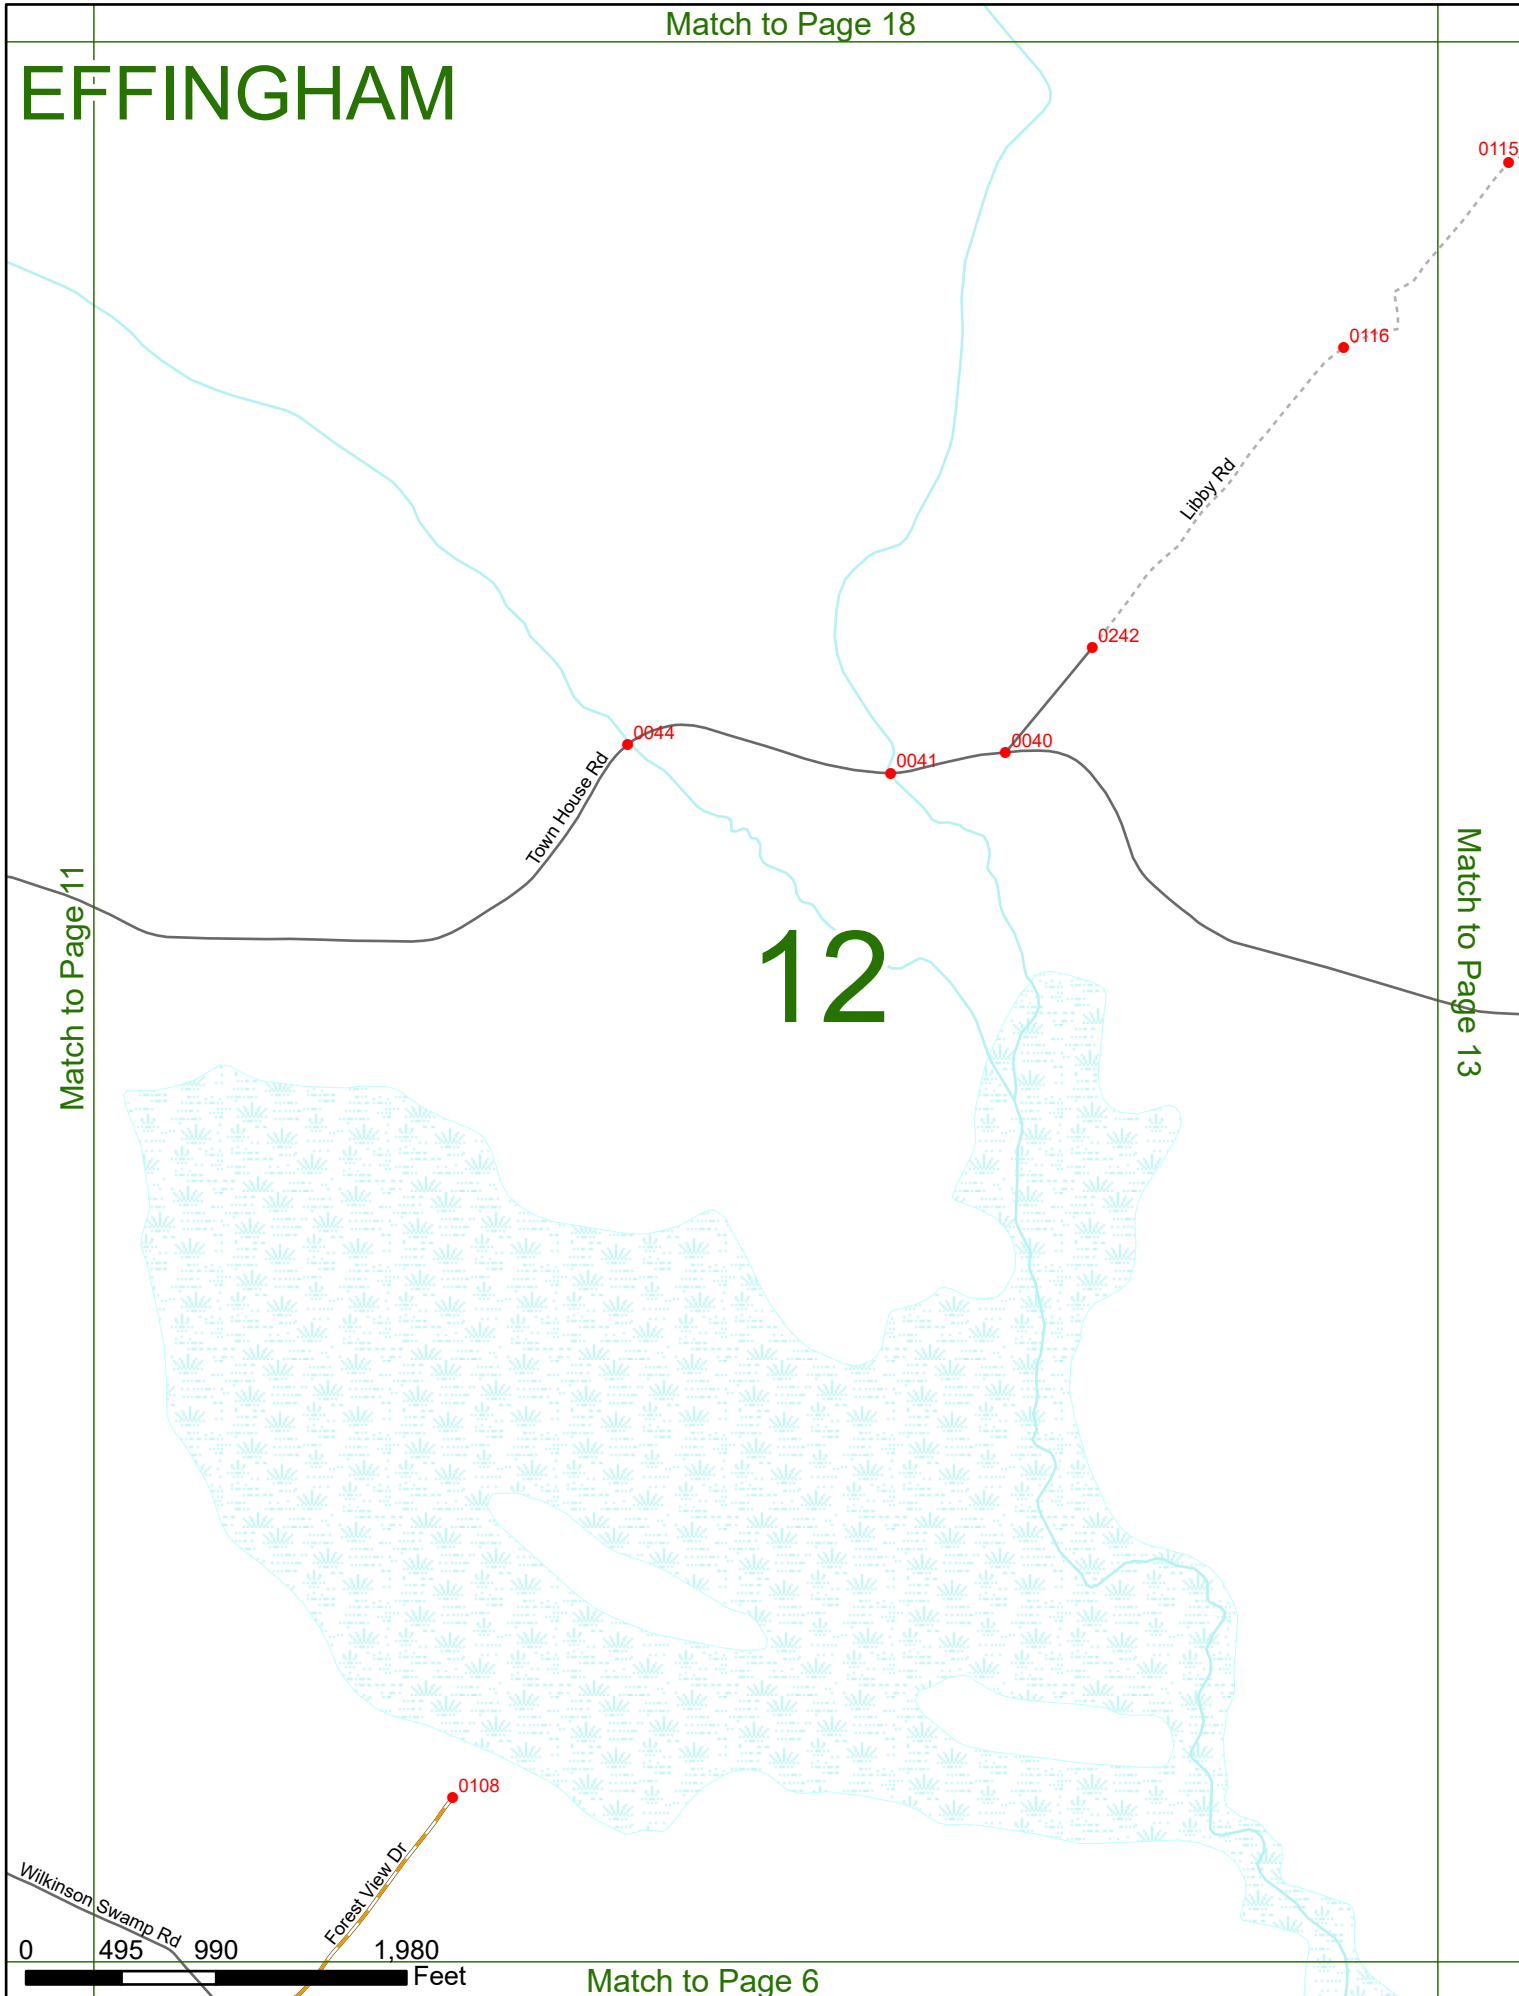 Match to Page 18
EFFINGHAM
0115
0116
Libby Rd
0242
0044
0041
0040
Town House Rd
Match to Page 11
Match to Page 13
12
0108
Forest View Dr
Wilkinson Swamp Rd
0 495 990 1,980
Feet
Match to Page 6